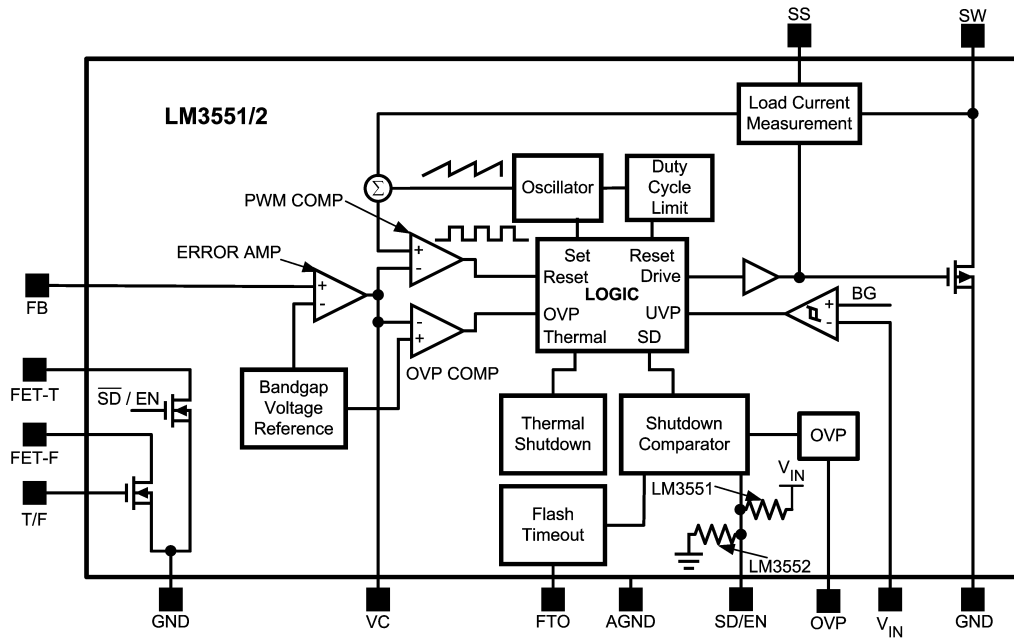 SS
SW
LM3551/2
Load Current
Measurement
Σ
Oscillator
Duty
Cycle
Limit
PWM COMP
ERROR AMP
+
-
+
-
-
+
Set
Reset
Reset
Drive
LOGIC
OVP
UVP
Thermal
SD
BG
+
-
FB
OVP COMP
FET-T
SD / EN
Bandgap
Voltage
Reference
Thermal
Shutdown
Shutdown
Comparator
OVP
FET-F
T/F
LM3551
VIN
Flash
Timeout
LM3552
GND
VC
FTO
AGND
SD/EN
OVP
VIN
GND